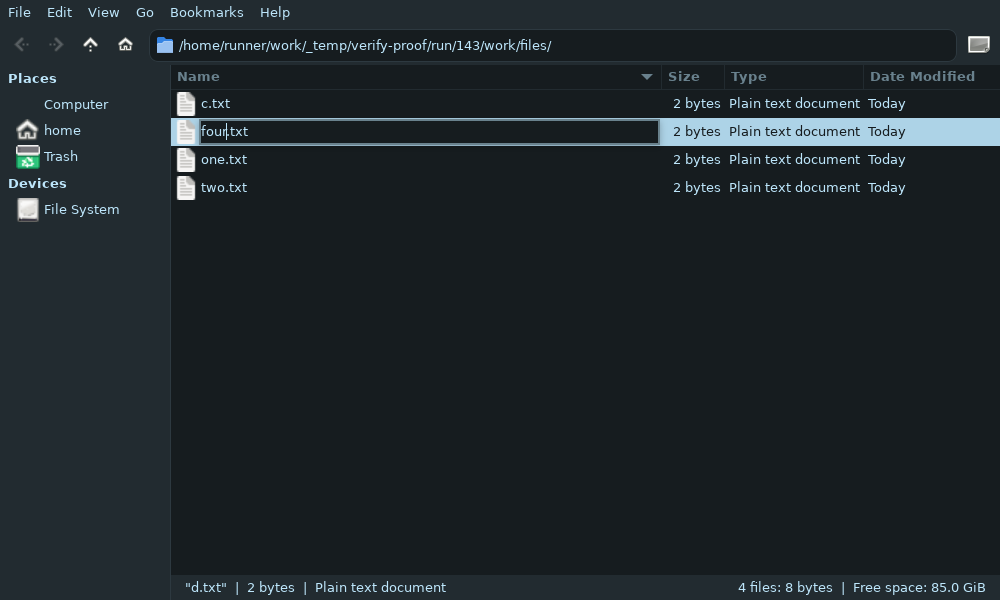 File Edit View Go Bookmarks Help
/home/runner/work/_temp/verify-proof/run/143/work/files/
Places
Computer
home
Trash
Devices
File System
Name Size Type Date Modified
c.txt 2 bytes Plain text document Today
four.txt 2 bytes Plain text document Today
one.txt 2 bytes Plain text document Today
two.txt 2 bytes Plain text document Today
"d.txt" | 2 bytes | Plain text document 4 files: 8 bytes | Free space: 85.0 GiB